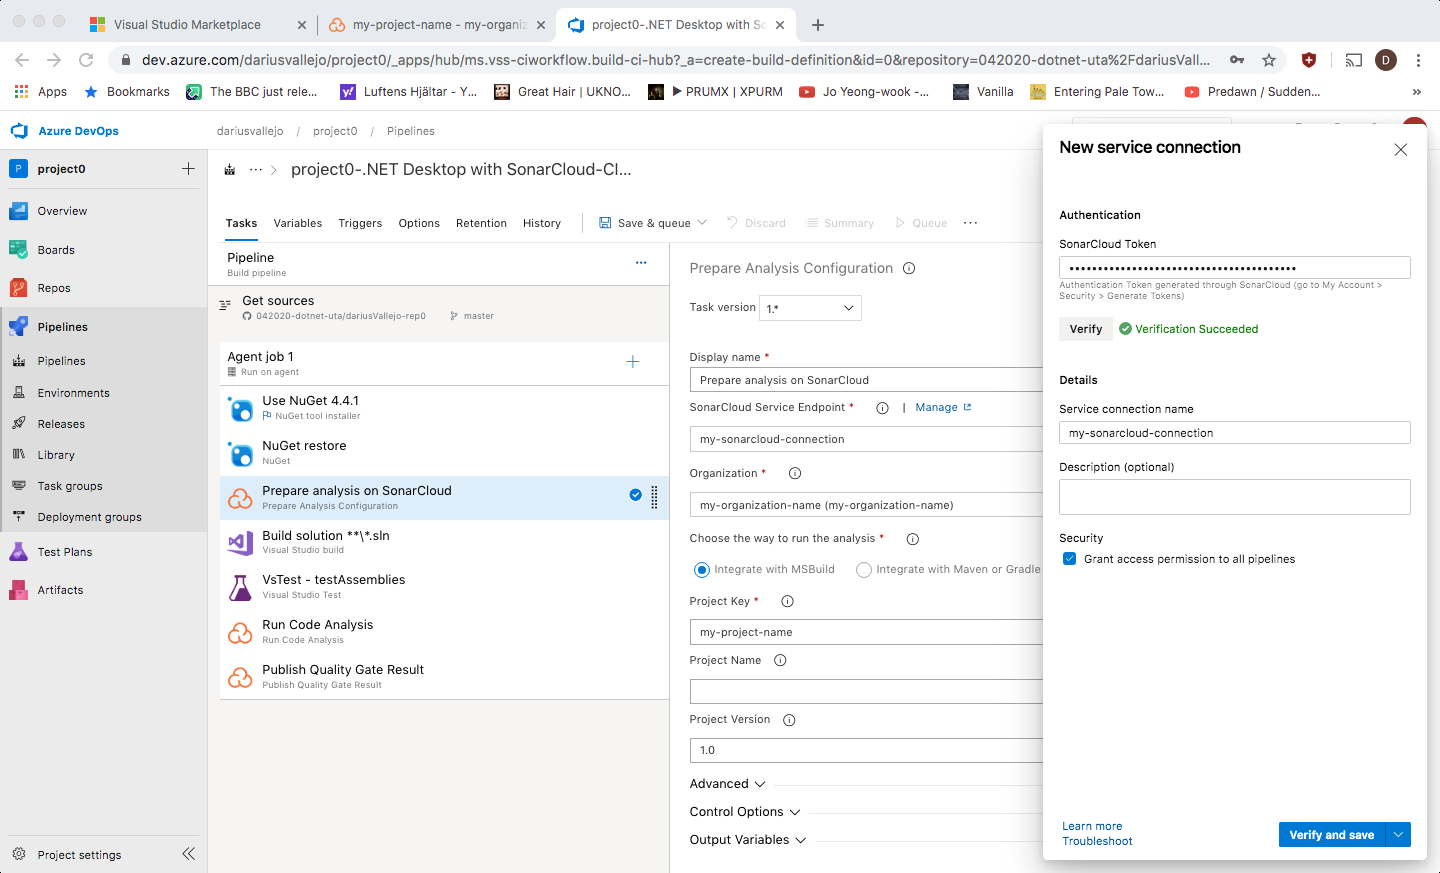 Visual Studio Marketplace
my-project-name - my-organiz
project0-.NET Desktop with So
dev.azure.com/dariusvallejo/project0/_apps/hub/ms.vss-ciworkflow.build-ci-hub?_a=create-build-definition&id=0&repository=042020-dotnet-uta%2FdariusVall...
D
Apps
Bookmarks
The BBC just rele...
Luftens Hjältar - Y...
Great Hair | UKNO...
▶ PRUMX | XPURM
Jo Yeong-wook -...
Vanilla
Entering Pale Tow...
Predawn / Sudden...
»
Azure DevOps
dariusvallejo / project0 / Pipelines
P project0
Overview
Boards
Repos
Pipelines
Pipelines
Environments
Releases
Library
Task groups
Deployment groups
Test Plans
Artifacts
Project settings
project0-.NET Desktop with SonarCloud-CI...
Tasks Variables Triggers Options Retention History Save & queue Discard Summary Queue ...
Pipeline
Build pipeline
Get sources
042020-dotnet-uta/dariusVallejo-rep0 master
Agent job 1
Run on agent
Use NuGet 4.4.1
NuGet tool installer
NuGet restore
NuGet
Prepare analysis on SonarCloud
Prepare Analysis Configuration
Build solution **\*.sln
Visual Studio build
VsTest - testAssemblies
Visual Studio Test
Run Code Analysis
Run Code Analysis
Publish Quality Gate Result
Publish Quality Gate Result
Prepare Analysis Configuration
Task version 1.*
Display name *
Prepare analysis on SonarCloud
SonarCloud Service Endpoint * | Manage
my-sonarcloud-connection
Organization *
my-organization-name (my-organization-name)
Choose the way to run the analysis *
Integrate with MSBuild Integrate with Maven or Gradle
Project Key *
my-project-name
Project Name
Project Version
1.0
Advanced
Control Options
Output Variables
New service connection
Authentication
SonarCloud Token
••••••••••••••••••••••••••••••••••••••••
Authentication Token generated through SonarCloud (go to My Account >
Security > Generate Tokens)
Verify Verification Succeeded
Details
Service connection name
my-sonarcloud-connection
Description (optional)
Security
Grant access permission to all pipelines
Learn more
Troubleshoot
Verify and save